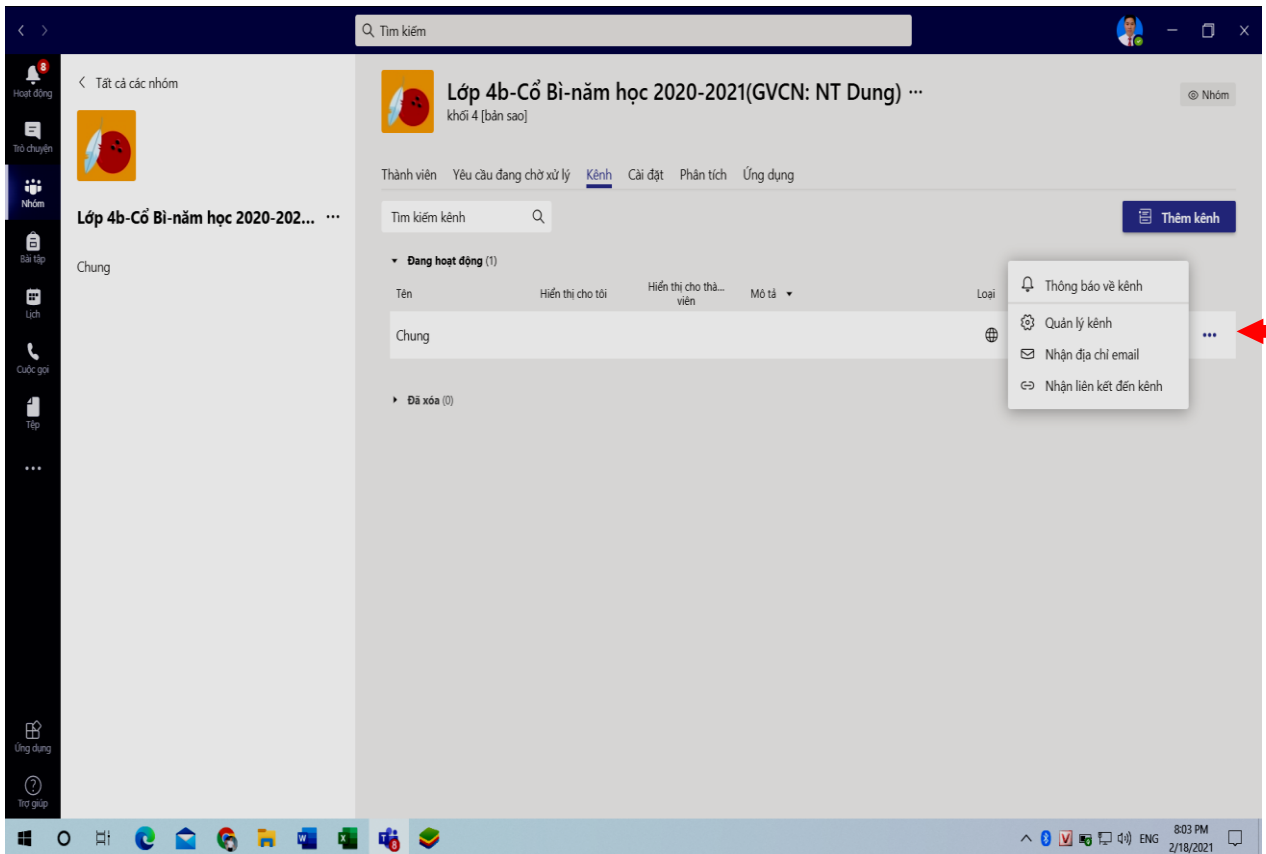 Tìm kiếm
8
Hoạt động
Trò chuyện
Nhóm
Bài tập
Lịch
Cuộc gọi
Tệp
Ứng dụng
Trợ giúp
Tất cả các nhóm
Lớp 4b-Cổ Bì-năm học 2020-202... ...
Chung
Lớp 4b-Cổ Bì-năm học 2020-2021(GVCN: NT Dung) ...
khối 4 [bản sao]
Nhóm
Thành viên Yêu cầu đang chờ xử lý Kênh Cài đặt Phân tích Ứng dụng
Tìm kiếm kênh
Thêm kênh
Đang hoạt động (1)
Tên Hiển thị cho tôi Hiển thị cho thà... viên Mô tả Loại
Chung
Đã xóa (0)
Thông báo về kênh
Quản lý kênh
Nhận địa chỉ email
Nhận liên kết đến kênh
8
V
ENG
8:03 PM
2/18/2021